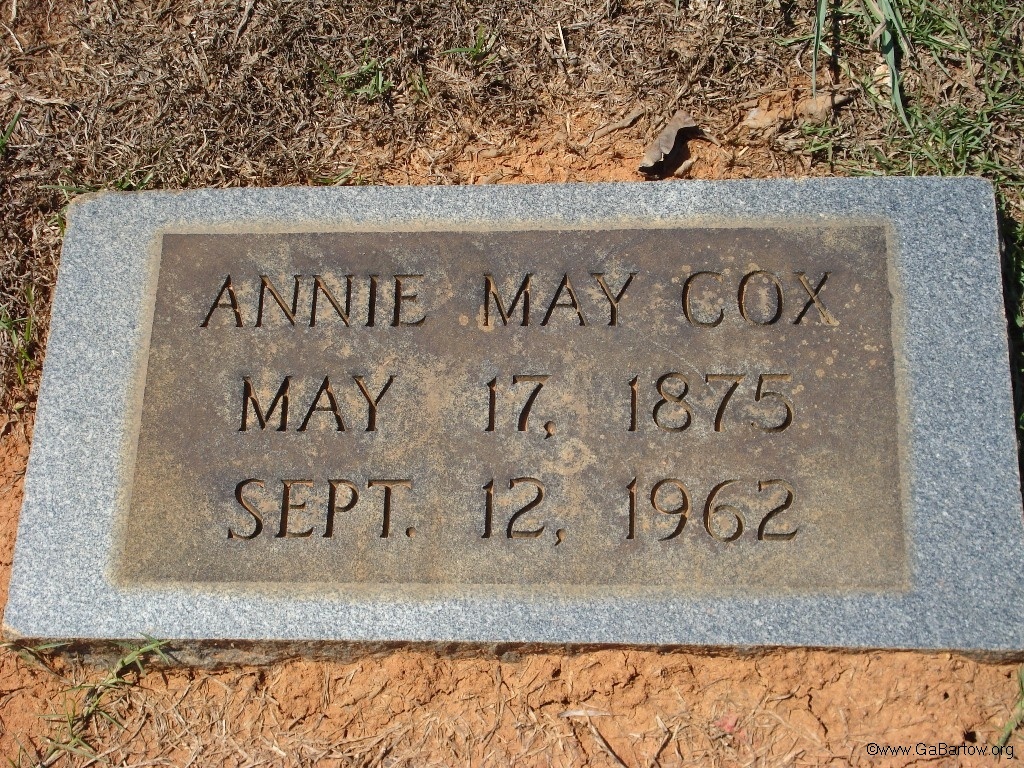 ANNIE MAY COX
MAY 17, 1875
SEPT. 12, 1962
©www.GaBartow.org